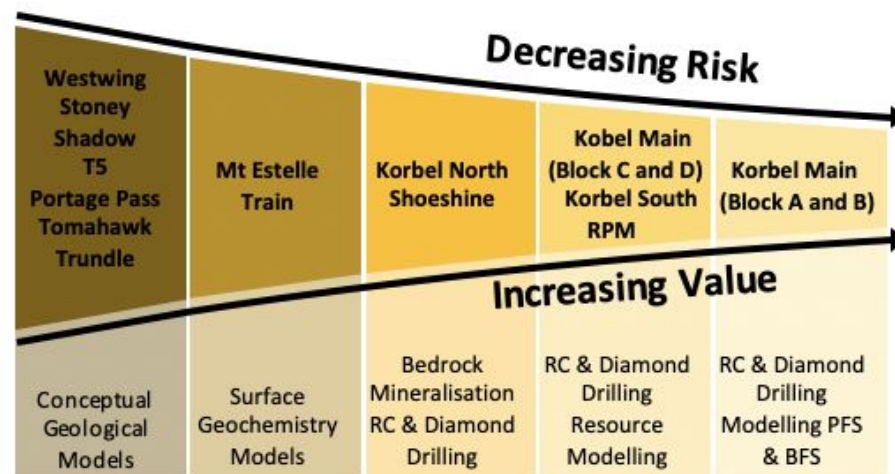 Decreasing Risk
Westwing
Stoney
Shadow
T5
Portage Pass
Tomahawk
Trundle
Mt Estelle
Train
Korbel North
Shoeshine
Kobel Main
(Block C and D)
Korbel South
RPM
Korbel Main
(Block A and B)
Increasing Value
Conceptual
Geological
Models
Surface
Geochemistry
Models
Bedrock
Mineralisation
RC & Diamond
Drilling
RC & Diamond
Drilling
Resource
Modelling
RC & Diamond
Drilling
Modelling PFS
& BFS